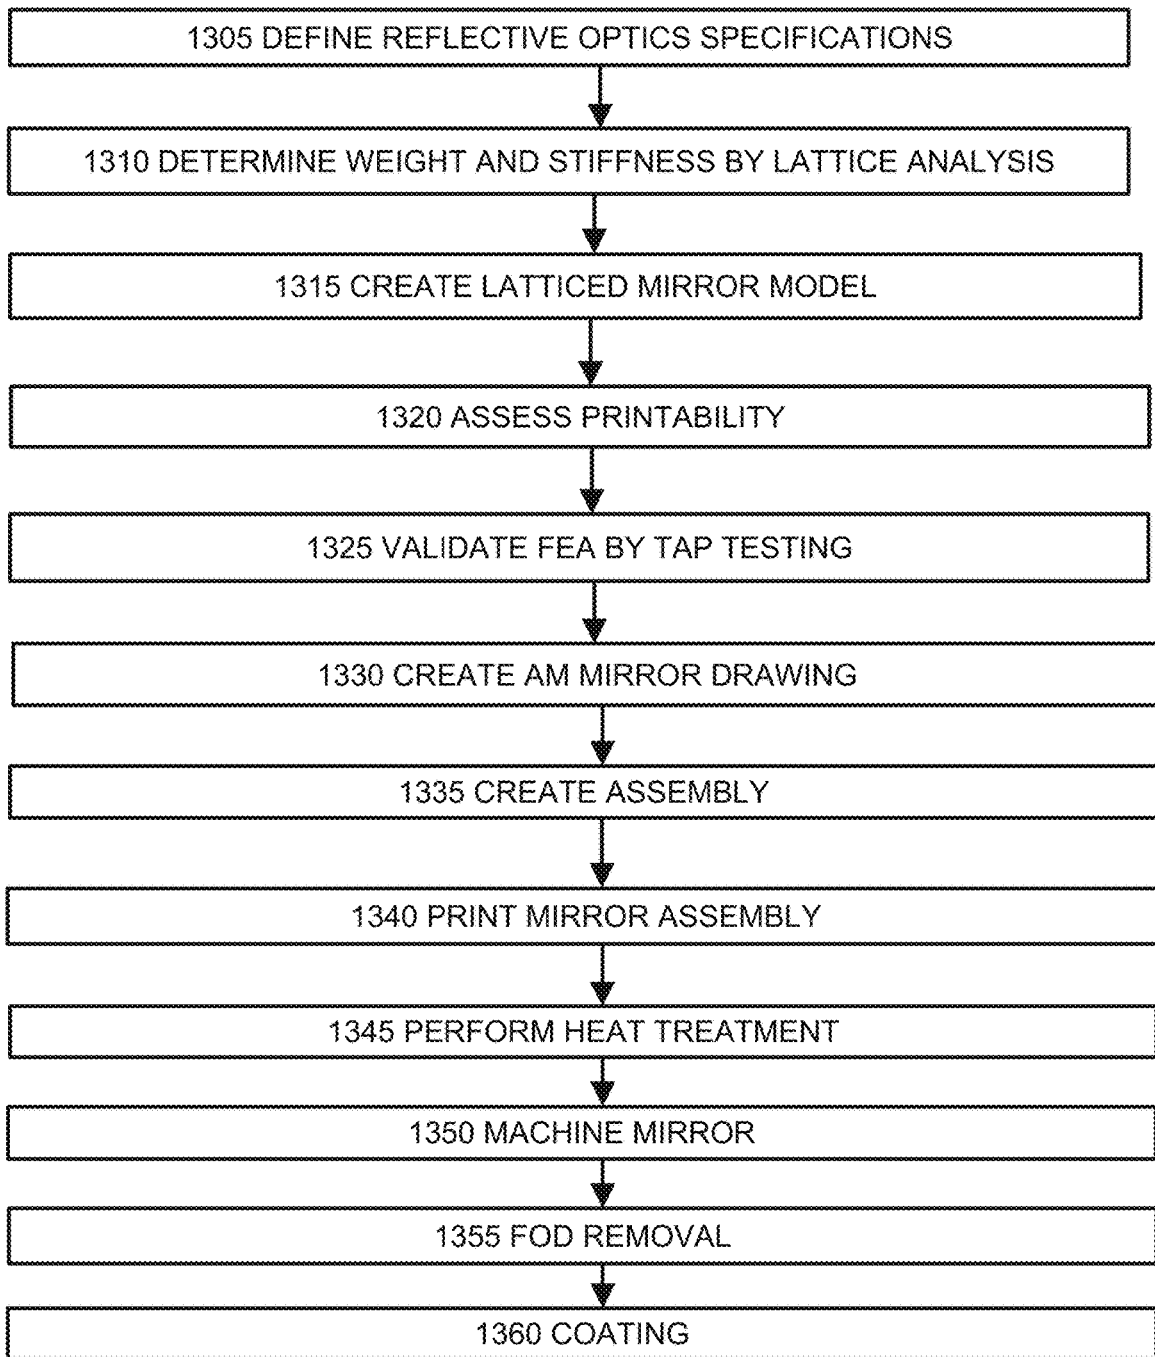 1305 DEFINE REFLECTIVE OPTICS SPECIFICATIONS
1310 DETERMINE WEIGHT AND STIFFNESS BY LATTICE ANALYSIS
1315 CREATE LATTICED MIRROR MODEL
1320 ASSESS PRINTABILITY
1325 VALIDATE FEA BY TAP TESTING
1330 CREATE AM MIRROR DRAWING
1335 CREATE ASSEMBLY
1340 PRINT MIRROR ASSEMBLY
1345 PERFORM HEAT TREATMENT
1350 MACHINE MIRROR
1355 FOD REMOVAL
1360 COATING